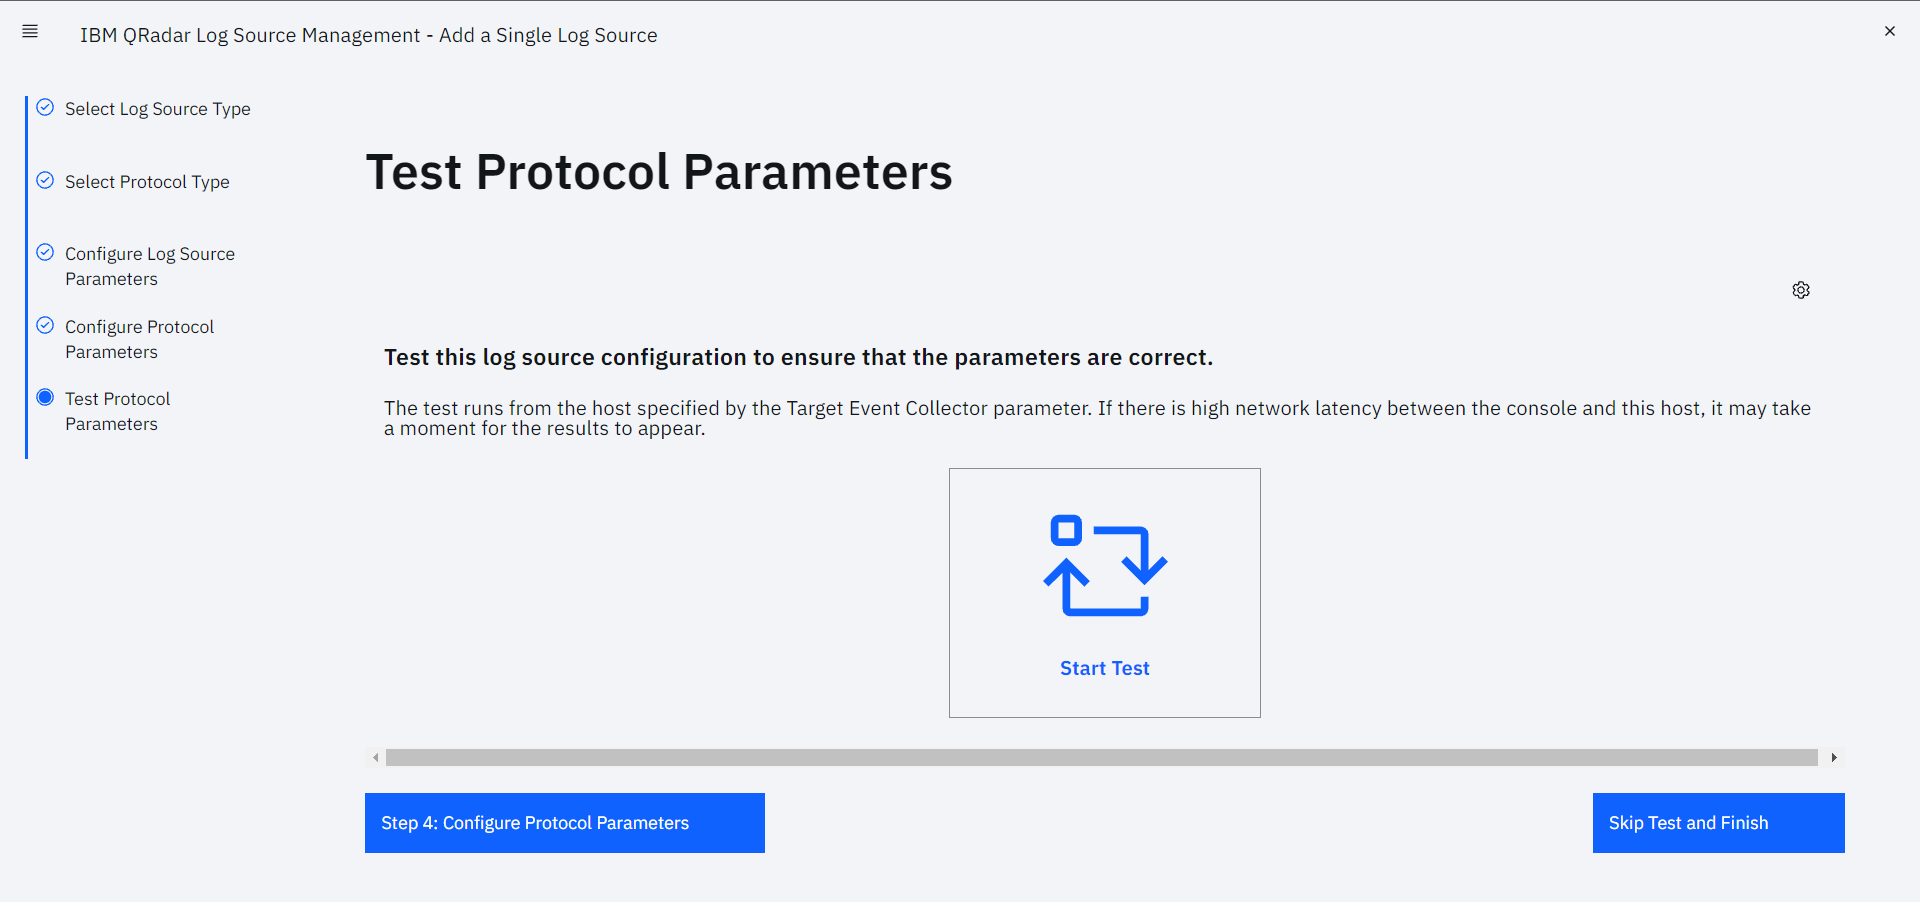 IBM QRadar Log Source Management - Add a Single Log Source
Select Log Source Type
Select Protocol Type
Configure Log Source
Parameters
Configure Protocol
Parameters
Test Protocol
Parameters
Test Protocol Parameters
Test this log source configuration to ensure that the parameters are correct.
The test runs from the host specified by the Target Event Collector parameter. If there is high network latency between the console and this host, it may take
a moment for the results to appear.
Start Test
Step 4: Configure Protocol Parameters
Skip Test and Finish